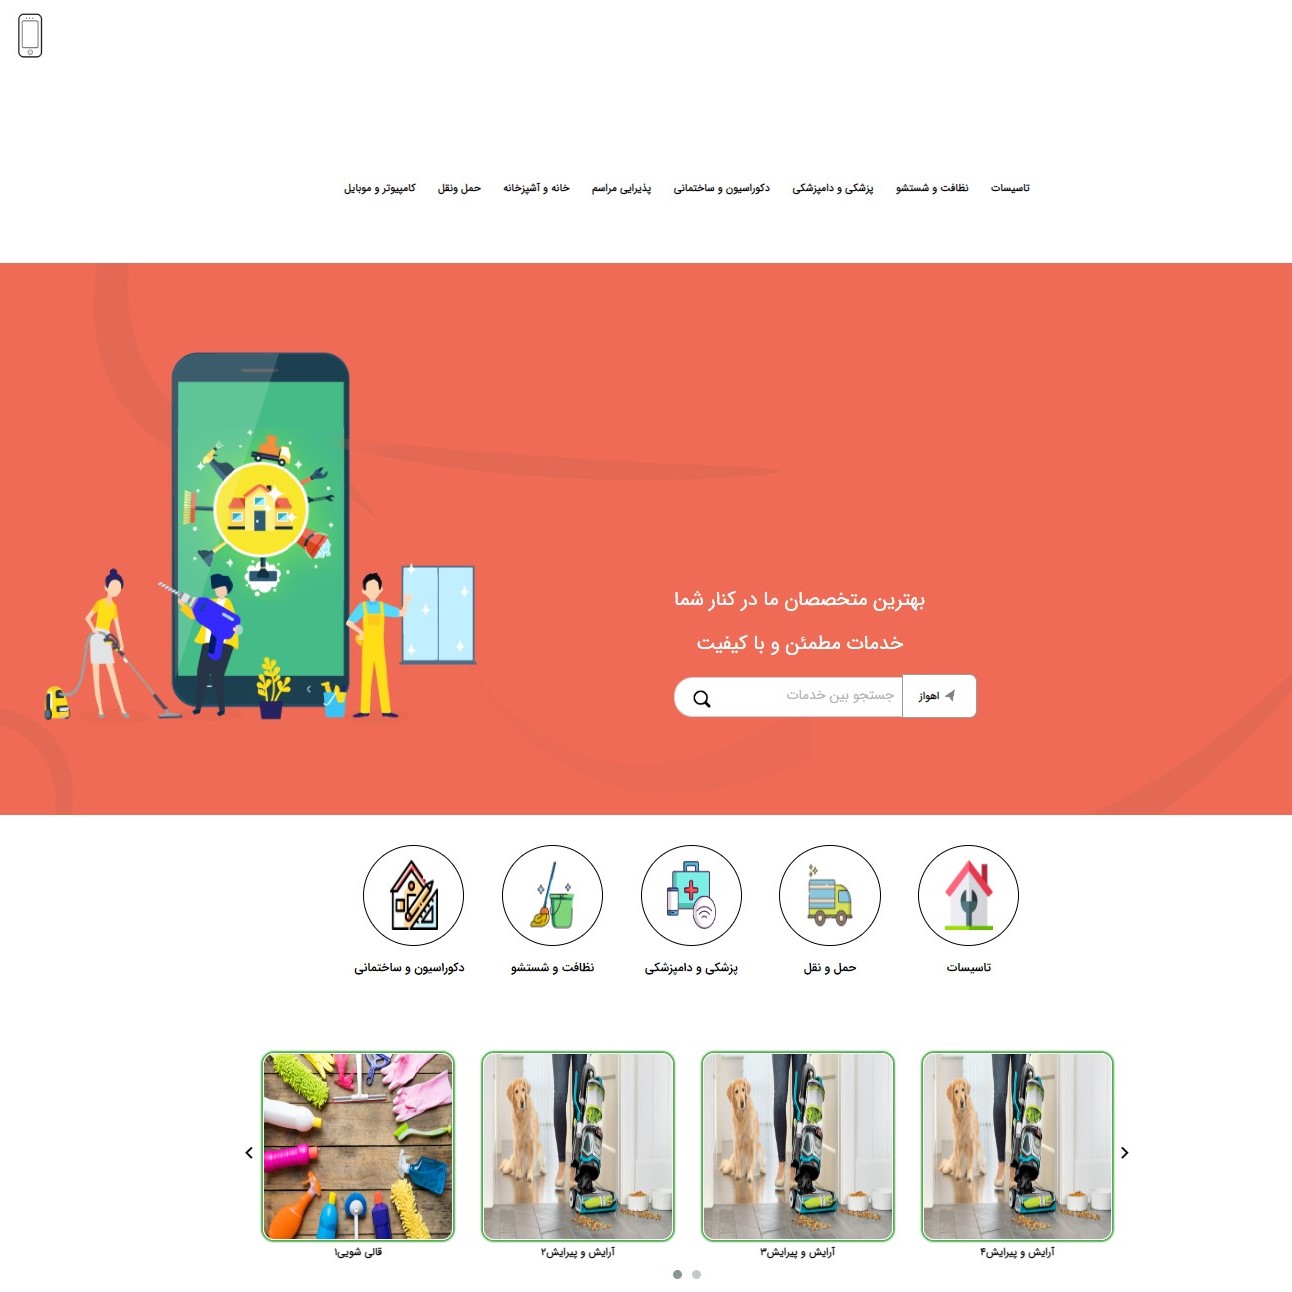 تاسیسات نظافت و شستشو پزشکی و دامپزشکی دکوراسیون و ساختمانی پذیرایی مراسم خانه و آشپزخانه حمل ونقل کامپیوتر و موبایل
بهترین متخصصان ما در کنار شما
خدمات مطمئن و با کیفیت
اهواز جستجو بین خدمات
تاسیسات حمل و نقل پزشکی و دامپزشکی نظافت و شستشو دکوراسیون و ساختمانی
آرایش و پیرایش۴ آرایش و پیرایش۳ آرایش و پیرایش۲ قالی شویی۱